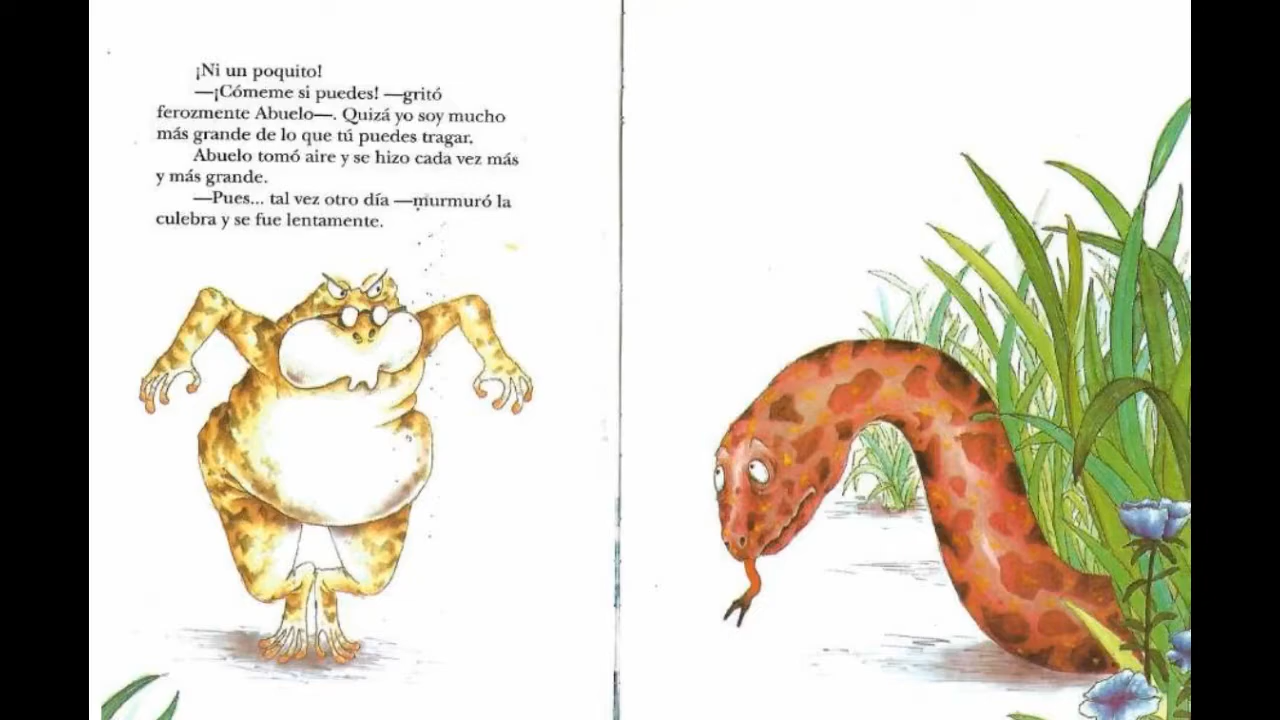 ¡Ni un poquito!
—¡Cómeme si puedes! —gritó
ferozmente Abuelo—. Quizá yo soy mucho
más grande de lo que tú puedes tragar.
Abuelo tomó aire y se hizo cada vez más
y más grande.
—Pues... tal vez otro día —murmuró la
culebra y se fue lentamente.